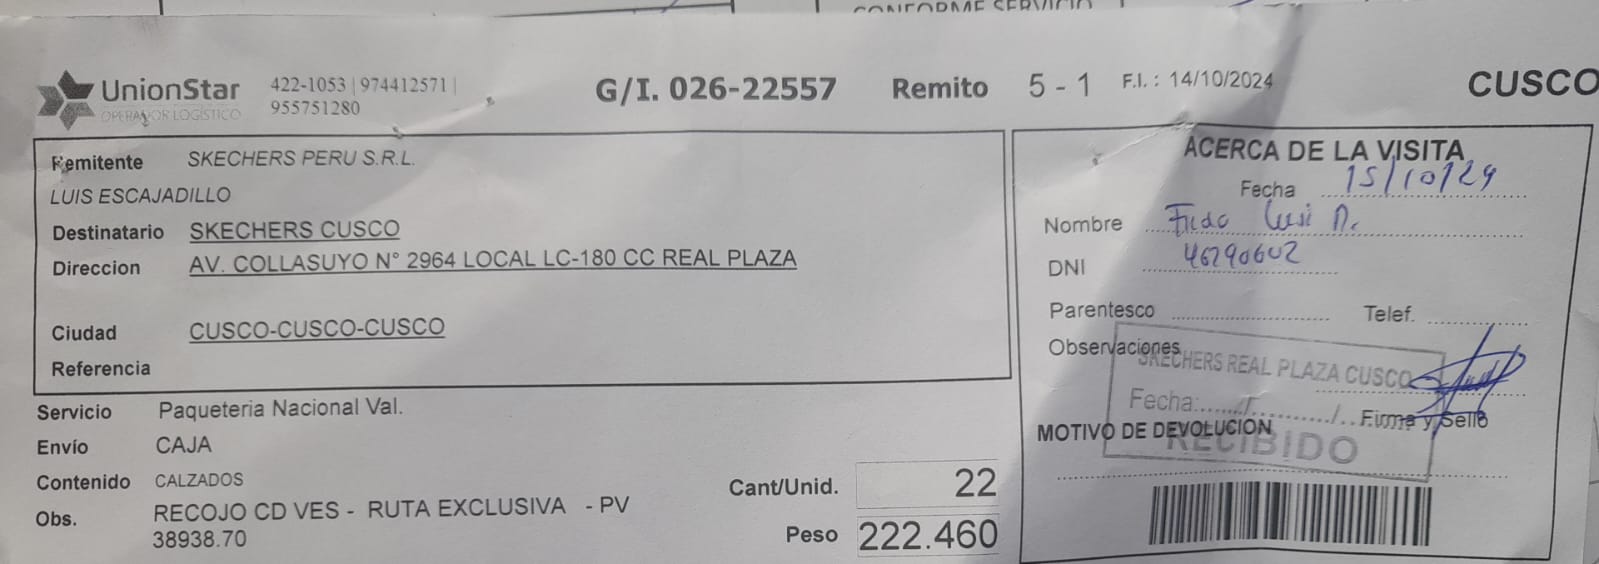 CONFORME SERVICIO
UnionStar
OPERADOR LOGÍSTICO
422-1053 | 974412571 |
955751280
G/I. 026-22557 Remito 5 - 1 F.I. : 14/10/2024 CUSCO
Remitente SKECHERS PERU S.R.L.
LUIS ESCAJADILLO
Destinatario SKECHERS CUSCO
Direccion AV. COLLASUYO N° 2964 LOCAL LC-180 CC REAL PLAZA
Ciudad CUSCO-CUSCO-CUSCO
Referencia
Servicio Paqueteria Nacional Val.
Envío CAJA
Contenido CALZADOS
Obs. RECOJO CD VES - RUTA EXCLUSIVA - PV
38938.70
Cant/Unid. 22
Peso 222.460
ACERCA DE LA VISITA
Fecha 15/10/24
Nombre
DNI 46290602
Parentesco Telef.
Observaciones
SKECHERS REAL PLAZA CUSCO
Fecha:....../............/..
Firma y Sello
MOTIVO DE DEVOLUCION
RECIBIDO